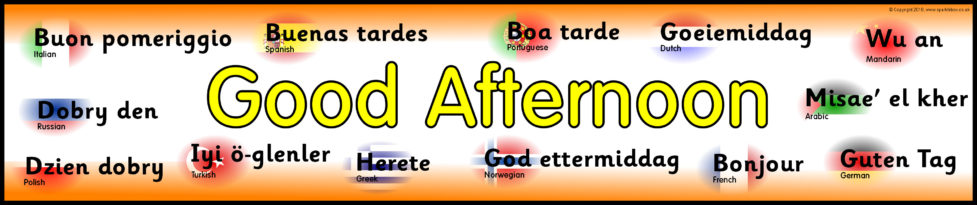 © Copyright 2010, www.sparklebox.co.uk
Buon pomeriggio
Italian
Buenas tardes
Spanish
Boa tarde
Portuguese
Goeiemiddag
Dutch
Wu an
Mandarin
Good Afternoon
Dobry den
Russian
Misae' el kher
Arabic
Dzien dobry
Polish
Iyi ö-glenler
Turkish
Herete
Greek
God ettermiddag
Norwegian
Bonjour
French
Guten Tag
German